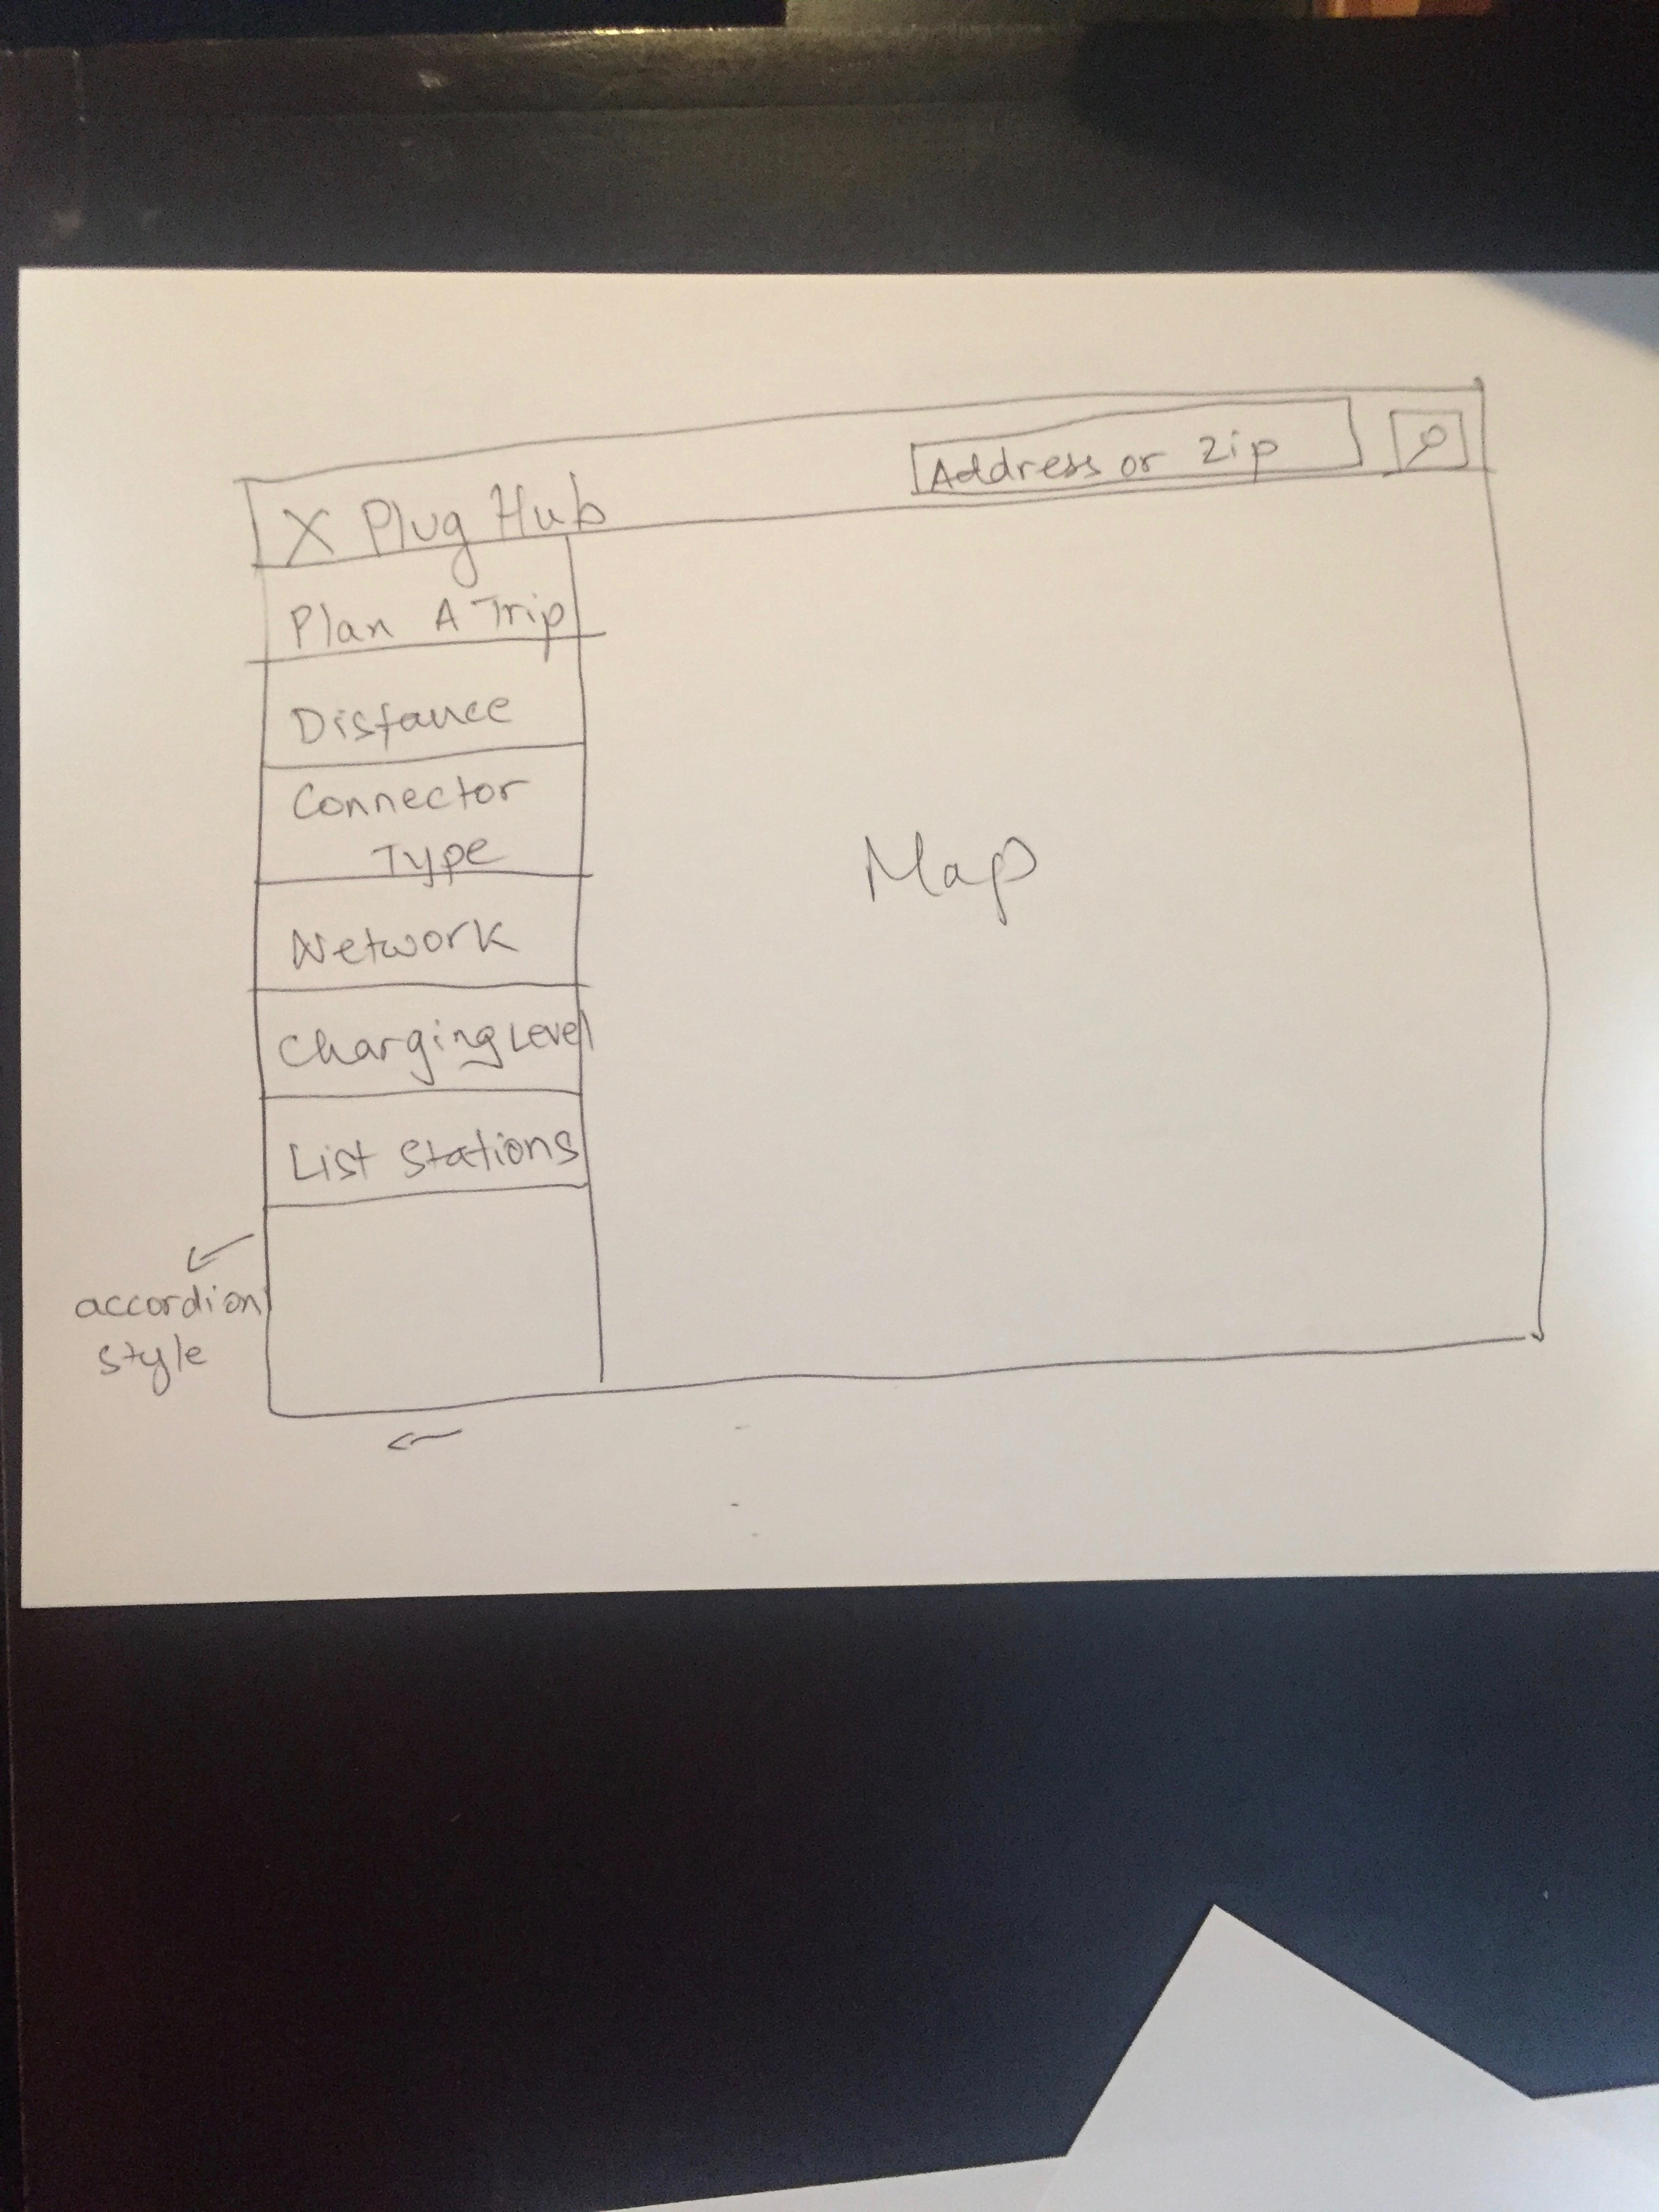 X Plug Hub
Address or Zip
Plan A Trip
Distance
Connector
Type
Network
Charging Level
List Stations
Map
accordion
style